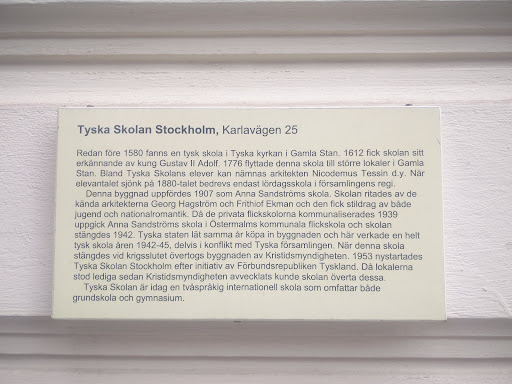 Tyska Skolan Stockholm, Karlavägen 25
Redan före 1580 fanns en tysk skola i Tyska kyrkan i Gamla Stan. 1612 fick skolan sitt
erkännande av kung Gustav II Adolf. 1776 flyttade denna skola till större lokaler i Gamla
Stan. Bland Tyska Skolans elever kan nämnas arkitekten Nicodemus Tessin d.y. När
elevantalet sjönk på 1880-talet bedrevs endast lördagsskola i församlingens regi.
Denna byggnad uppfördes 1907 som Anna Sandströms skola. Skolan ritades av de
kända arkitekterna Georg Hagström och Frithiof Ekman och den fick stildrag av både
jugend och nationalromantik. Då de privata flickskolorna kommunaliserades 1939
uppgick Anna Sandströms skola i Östermalms kommunala flickskola och skolan
stängdes 1942. Tyska staten lät samma år köpa in byggnaden och här verkade en helt
tysk skola åren 1942-45, delvis i konflikt med Tyska församlingen. När denna skola
stängdes vid krigsslutet övertogs byggnaden av Kristidsmyndigheten. 1953 nystartades
Tyska Skolan Stockholm efter initiativ av Förbundsrepubliken Tyskland. Då lokalerna
stod lediga sedan Kristidsmyndigheten avvecklats kunde skolan överta dessa.
Tyska Skolan är idag en tvåspråkig internationell skola som omfattar både
grundskola och gymnasium.